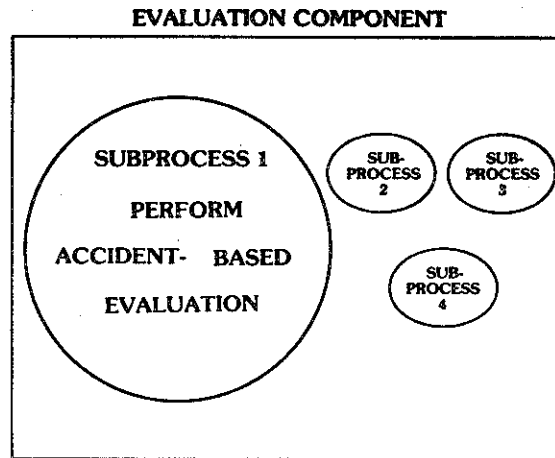 EVALUATION COMPONENT
SUBPROCESS 1
PERFORM
ACCIDENT- BASED
EVALUATION
SUB-
PROCESS
2
SUB-
PROCESS
3
SUB-
PROCESS
4